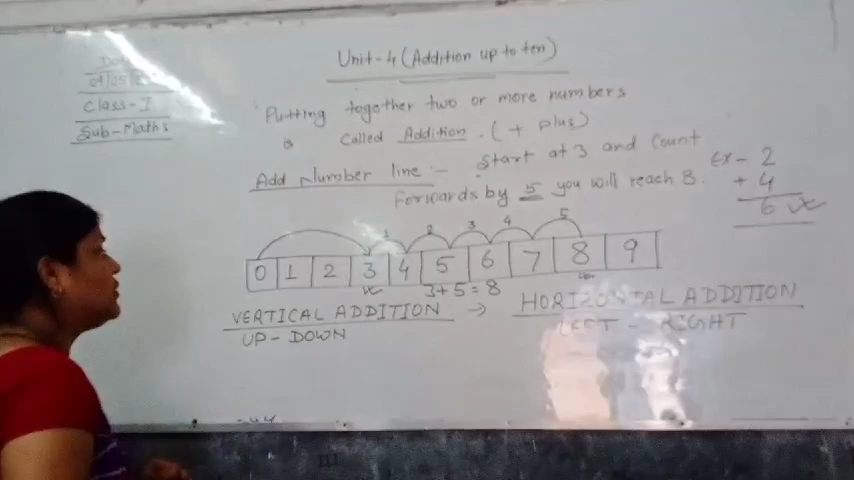 Unit-4 (Addition up to ten)
Class-I
Sub-Maths
Putting together two or more numbers
is called Addition. (+ plus)
Add Number line :- Start at 3 and count
Forwards by 5 you will reach 8.
Ex- 2
+ 4
6
1 2 3 4 5
0 1 2 3 4 5 6 7 8 9
3+5=8
VERTICAL ADDITION → HORIZONTAL ADDITION
UP-DOWN
LEFT - RIGHT